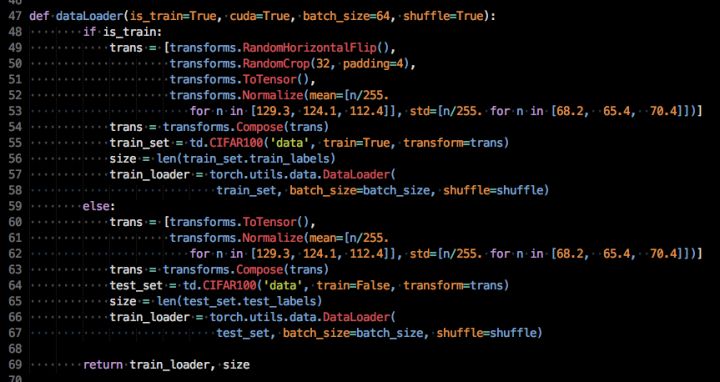 47 def dataLoader(is_train=True, cuda=True, batch_size=64, shuffle=True):
48         if is_train:
49             trans = [transforms.RandomHorizontalFlip(),
50                     transforms.RandomCrop(32, padding=4),
51                     transforms.ToTensor(),
52                     transforms.Normalize(mean=[n/255.
53                         for n in [129.3, 124.1, 112.4]], std=[n/255. for n in [68.2,  65.4,  70.4]])]
54             trans = transforms.Compose(trans)
55             train_set = td.CIFAR100('data', train=True, transform=trans)
56             size = len(train_set.train_labels)
57             train_loader = torch.utils.data.DataLoader(
58                             train_set, batch_size=batch_size, shuffle=shuffle)
59         else:
60             trans = [transforms.ToTensor(),
61                     transforms.Normalize(mean=[n/255.
62                         for n in [129.3, 124.1, 112.4]], std=[n/255. for n in [68.2,  65.4,  70.4]])]
63             trans = transforms.Compose(trans)
64             test_set = td.CIFAR100('data', train=False, transform=trans)
65             size = len(test_set.test_labels)
66             train_loader = torch.utils.data.DataLoader(
67                             test_set, batch_size=batch_size, shuffle=shuffle)
68
69         return train_loader, size